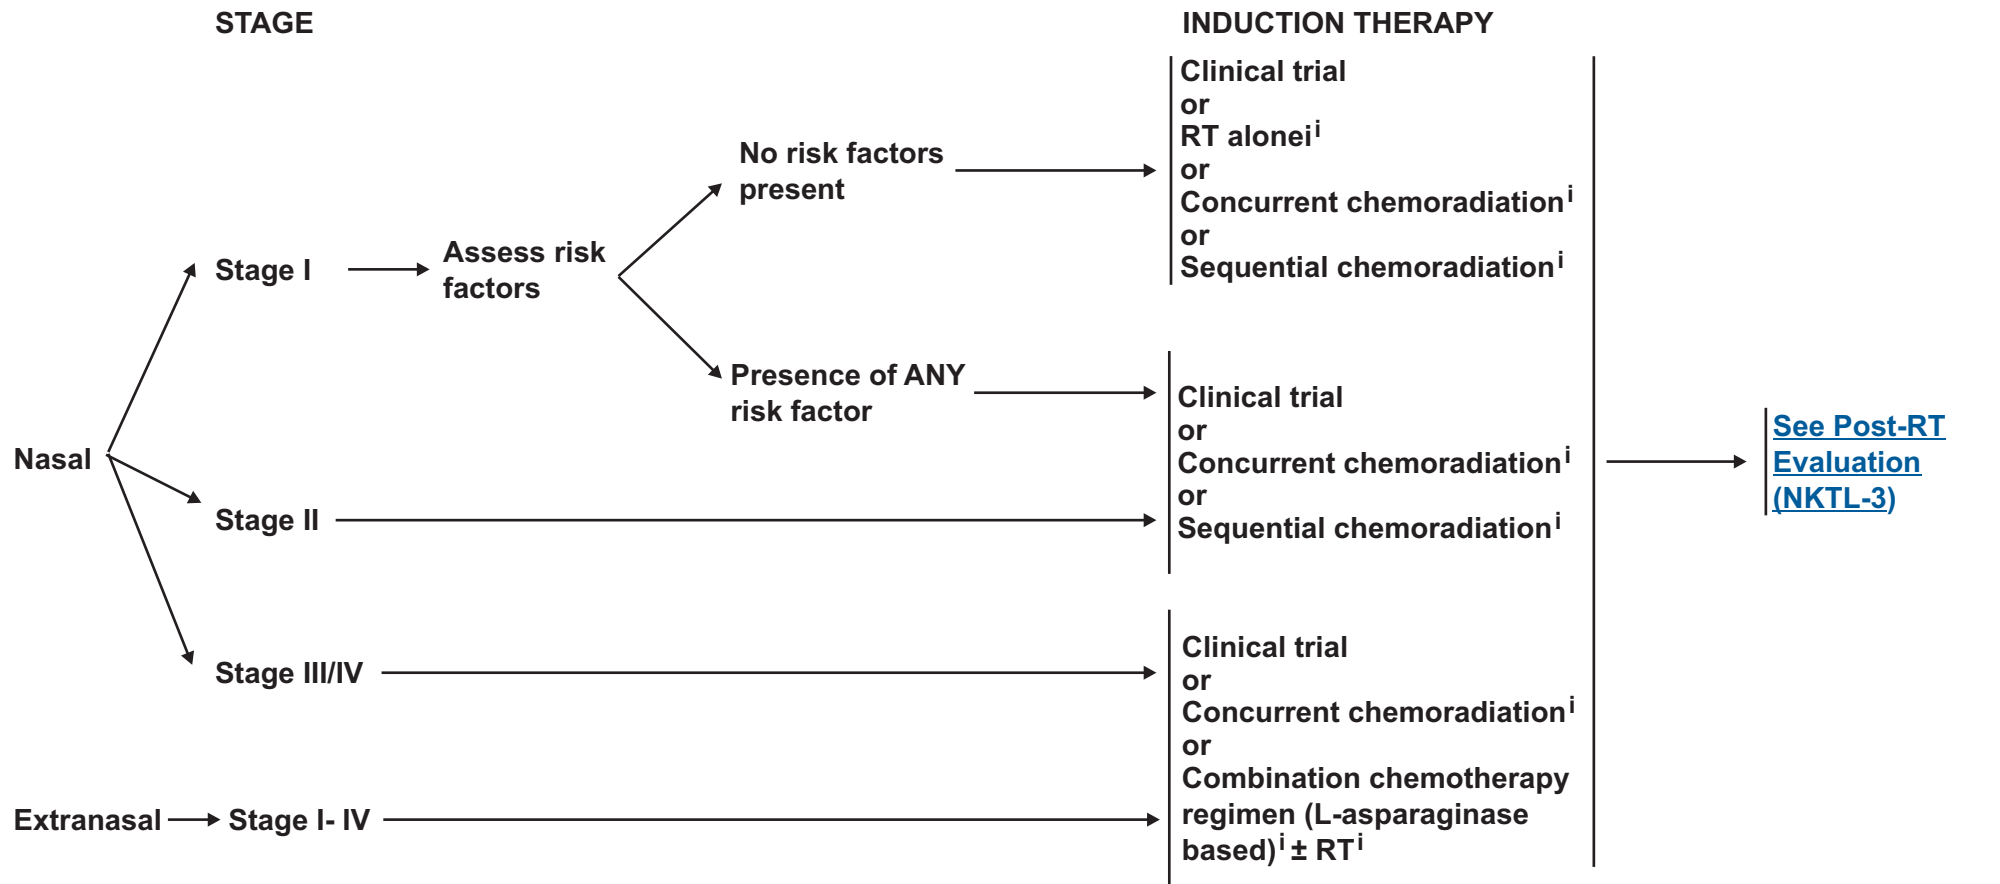 STAGE
INDUCTION THERAPY
Clinical trial
or
RT aloneiⁱ
or
Concurrent chemoradiationⁱ
or
Sequential chemoradiationⁱ
No risk factors
present
Assess risk
factors
Stage I
Presence of ANY
risk factor
Clinical trial
or
Concurrent chemoradiationⁱ
or
Sequential chemoradiationⁱ
See Post-RT
Evaluation
(NKTL-3)
Nasal
Stage II
Stage III/IV
Clinical trial
or
Concurrent chemoradiationⁱ
or
Combination chemotherapy
regimen (L-asparaginase
based)ⁱ ± RTⁱ
Extranasal
Stage I- IV